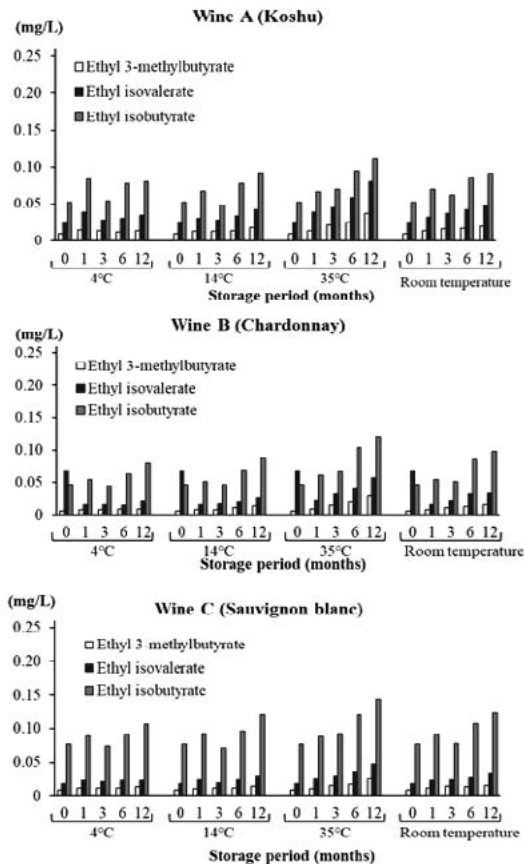 Wine A (Koshu)
(mg/L)
0.25
0.20
0.15
0.10
0.05
0
Ethyl 3-methylbutyrate
Ethyl isovalerate
Ethyl isobutyrate
0 1 3 6 12 0 1 3 6 12 0 1 3 6 12 0 1 3 6 12
4°C 14°C 35°C Room temperature
Storage period (months)
Wine B (Chardonnay)
(mg/L)
0.25
0.20
0.15
0.10
0.05
0
Ethyl 3-methylbutyrate
Ethyl isovalerate
Ethyl isobutyrate
0 1 3 6 12 0 1 3 6 12 0 1 3 6 12 0 1 3 6 12
4°C 14°C 35°C Room temperature
Storage period (months)
(mg/L)
Wine C (Sauvignon blanc)
0.25
0.20
0.15
0.10
0.05
0
Ethyl 3-methylbutyrate
Ethyl isovalerate
Ethyl isobutyrate
0 1 3 6 12 0 1 3 6 12 0 1 3 6 12 0 1 3 6 12
4°C 14°C 35°C Room temperature
Storage period (months)